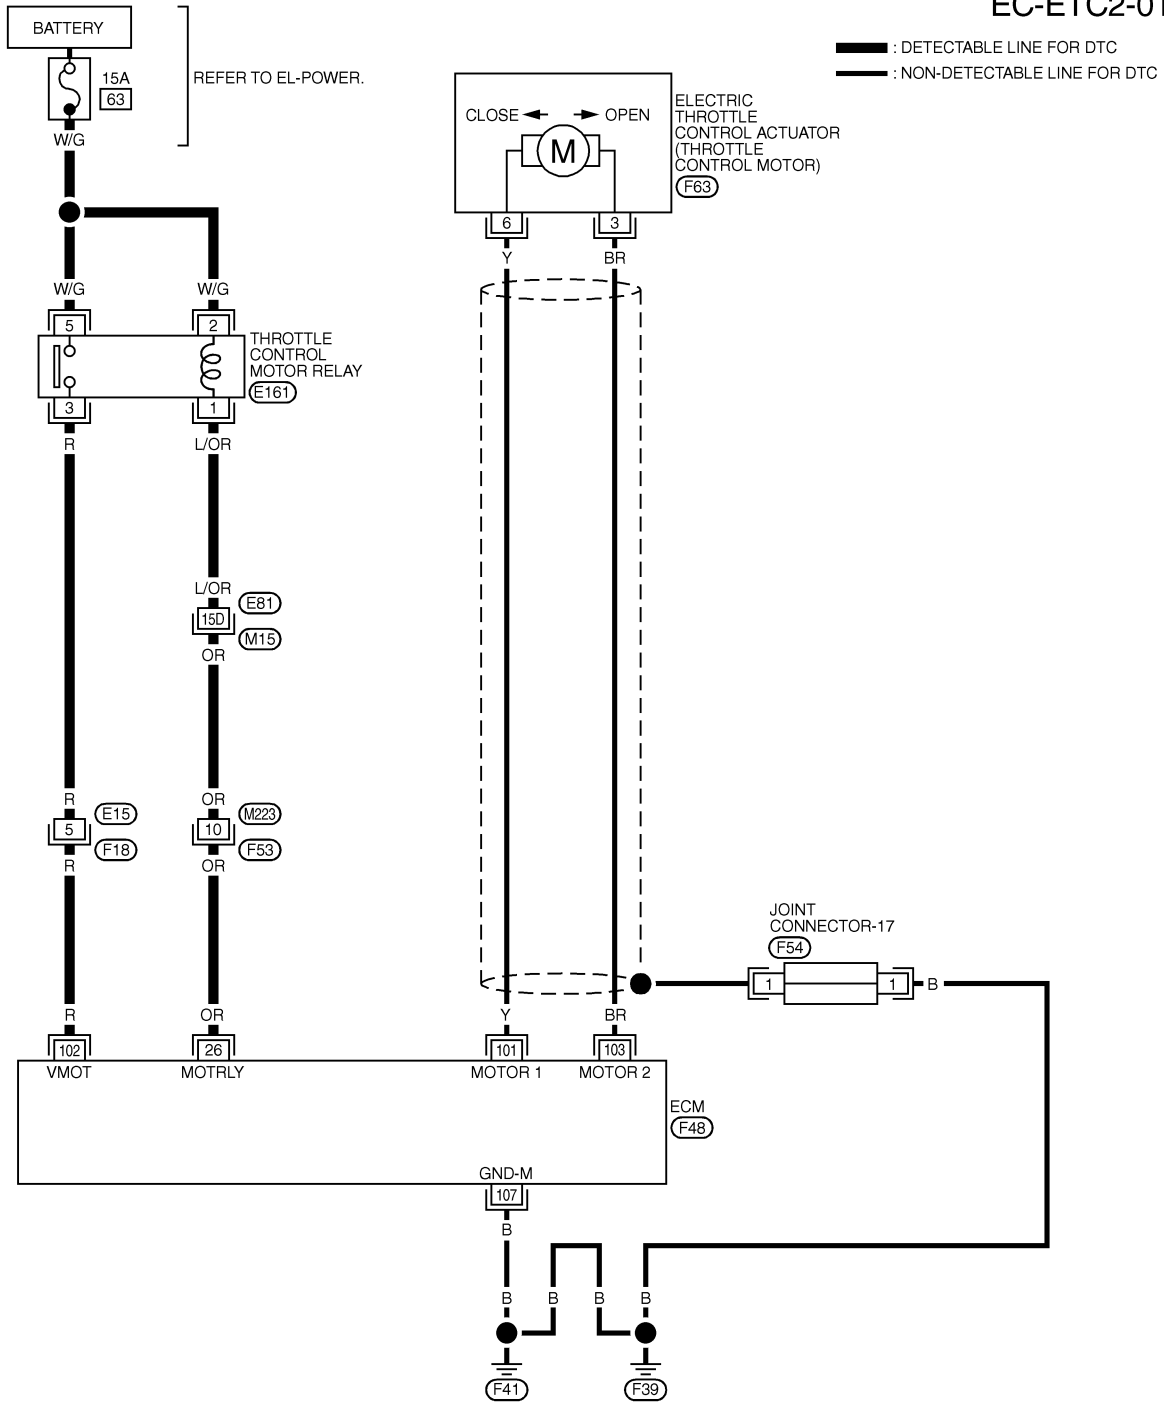 EC-ETC2-01
BATTERY
: DETECTABLE LINE FOR DTC
: NON-DETECTABLE LINE FOR DTC
15A
63
REFER TO EL-POWER.
W/G
CLOSE
OPEN
M
ELECTRIC
THROTTLE
CONTROL ACTUATOR
(THROTTLE
CONTROL MOTOR)
F63
6
3
Y
BR
W/G
W/G
5
2
THROTTLE
CONTROL
MOTOR RELAY
E161
3
1
R
L/OR
L/OR
E81
15D
M15
OR
R
OR
E15
M223
5
10
F18
F53
R
OR
JOINT
CONNECTOR-17
F54
1
1
B
R
OR
Y
BR
102
26
101
103
VMOT
MOTRLY
MOTOR 1
MOTOR 2
ECM
F48
GND-M
107
B
B
B
B
B
F41
F39